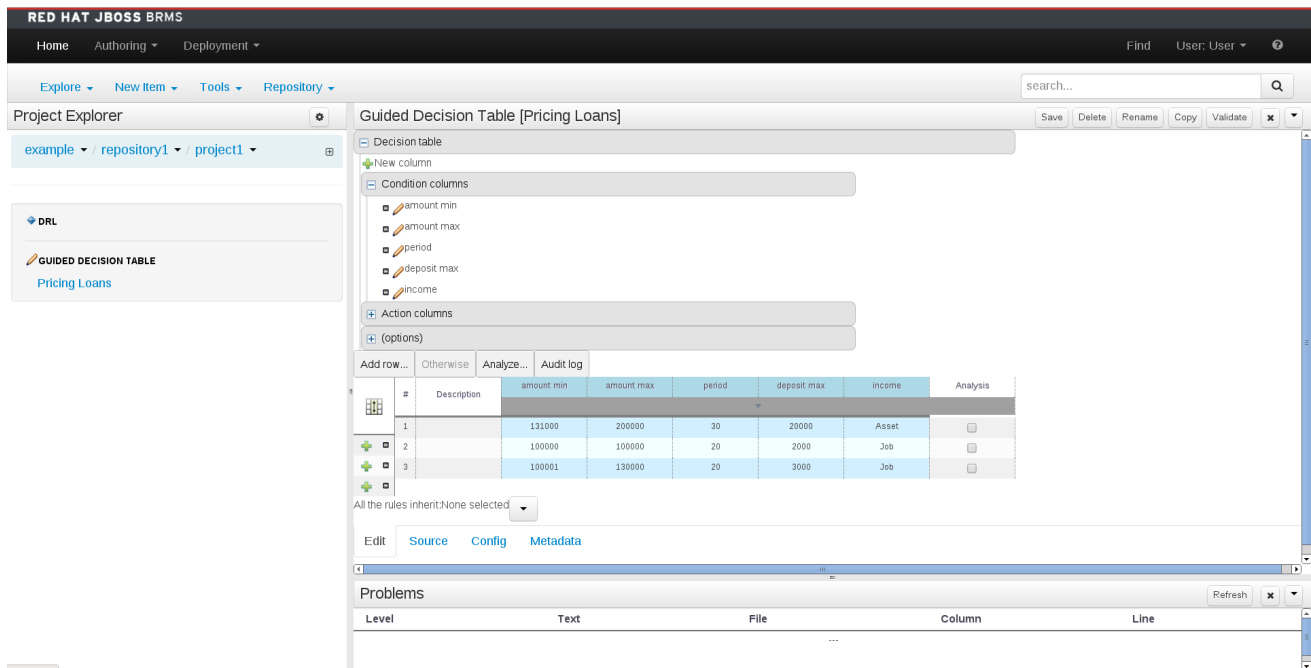 RED HAT JBOSS BRMS
Home Authoring Deployment Find User: User
Explore New Item Tools Repository search...
Project Explorer
example / repository1 / project1
DRL
GUIDED DECISION TABLE
Pricing Loans
Guided Decision Table [Pricing Loans] Save Delete Rename Copy Validate
Decision table
New column
Condition columns
amount min
amount max
period
deposit max
income
Action columns
(options)
Add row... Otherwise Analyze... Audit log
# Description amount min amount max period deposit max income Analysis
1 131000 200000 30 20000 Asset
2 100000 100000 20 2000 Job
3 100001 130000 20 3000 Job
All the rules inherit:None selected
Edit Source Config Metadata
Problems Refresh
Level Text File Column Line
...